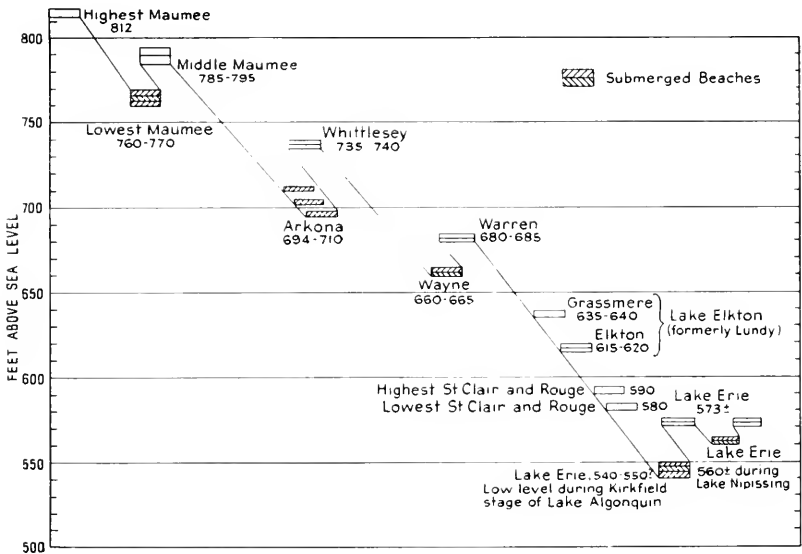 Highest Maumee
812
800
Middle Maumee
785-795
Submerged Beaches
Lowest Maumee
760-770
750
Whittlesey
735 740
700
Arkona
694-710
Warren
680-685
Wayne
660-665
650
Grassmere
635-640
Elkton
615-620
Lake Elkton
(formerly Lundy)
600
Highest St Clair and Rouge
590
Lowest St Clair and Rouge
580
Lake Erie
573±
Lake Erie
560± during
Lake Nipissing
550
Lake Erie, 540-550±
Low level during Kirkfield
stage of Lake Algonquin
500
FEET ABOVE SEA LEVEL